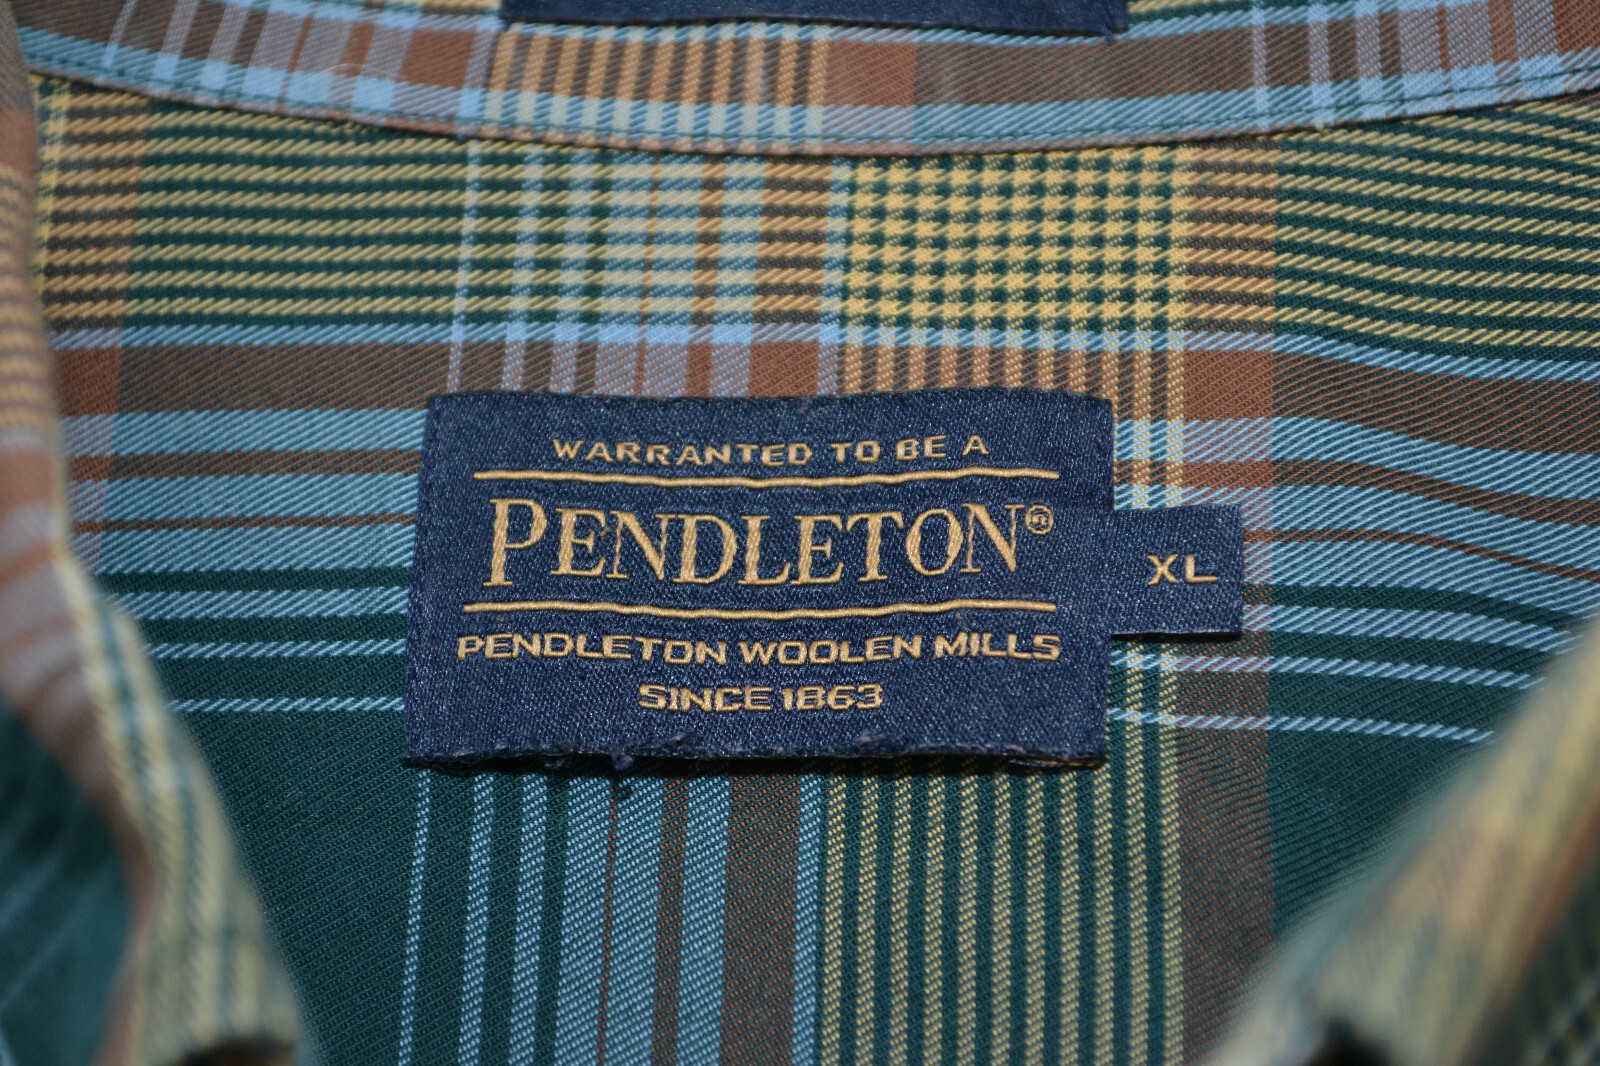 WARRANTED TO BE A
PENDLETON®
XL
PENDLETON WOOLEN MILLS
SINCE 1863